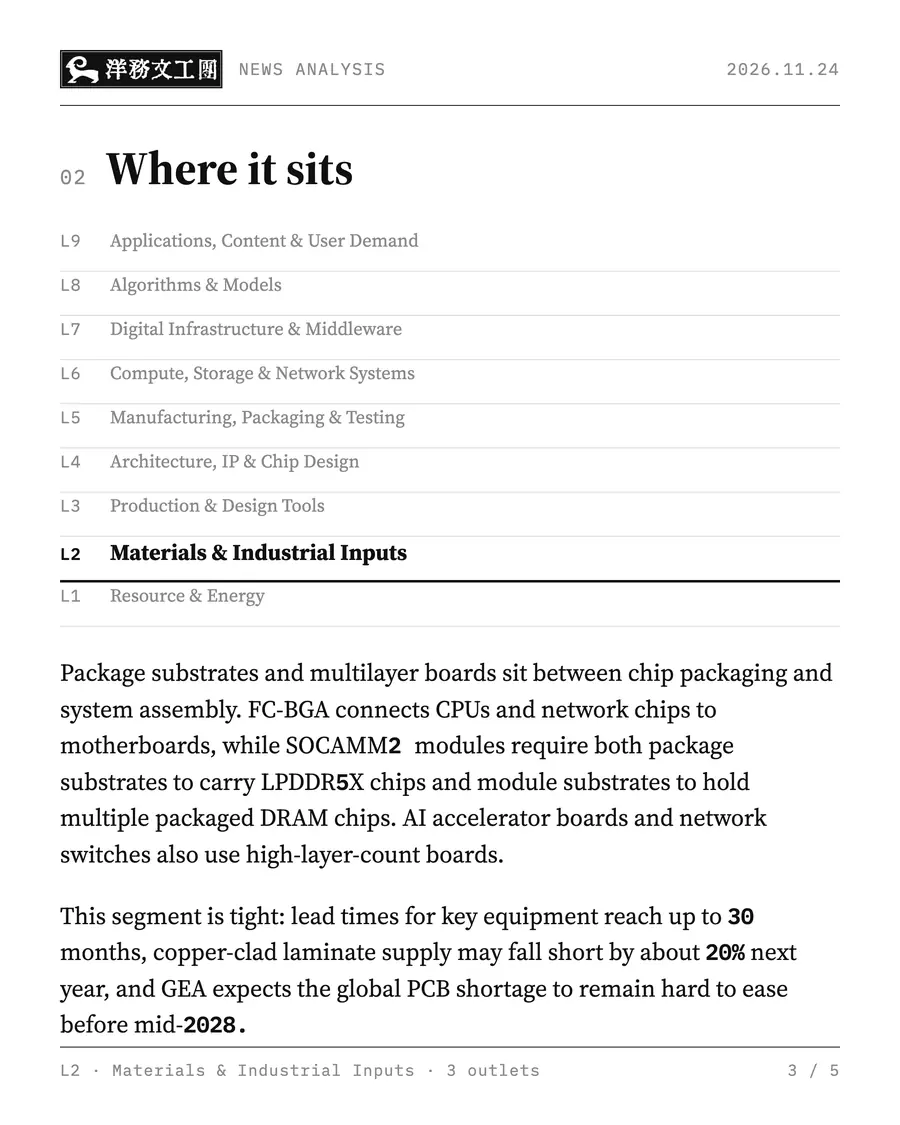 洋務文工團 NEWS ANALYSIS 2026.11.24
02 Where it sits
L9 Applications, Content & User Demand
L8 Algorithms & Models
L7 Digital Infrastructure & Middleware
L6 Compute, Storage & Network Systems
L5 Manufacturing, Packaging & Testing
L4 Architecture, IP & Chip Design
L3 Production & Design Tools
L2 Materials & Industrial Inputs
L1 Resource & Energy
Package substrates and multilayer boards sit between chip packaging and
system assembly. FC-BGA connects CPUs and network chips to
motherboards, while SOCAMM2 modules require both package
substrates to carry LPDDR5X chips and module substrates to hold
multiple packaged DRAM chips. AI accelerator boards and network
switches also use high-layer-count boards.
This segment is tight: lead times for key equipment reach up to 30
months, copper-clad laminate supply may fall short by about 20% next
year, and GEA expects the global PCB shortage to remain hard to ease
before mid-2028.
L2 · Materials & Industrial Inputs · 3 outlets 3 / 5